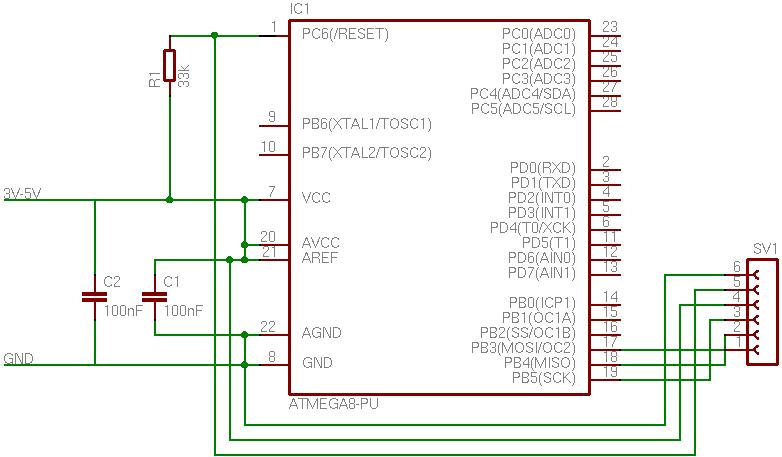 IC1
1 PC6(/RESET) PC0(ADC0) 23
PC1(ADC1) 24
PC2(ADC2) 25
PC3(ADC3) 26
PC4(ADC4/SDA) 27
PC5(ADC5/SCL) 28
R1
33k
9 PB6(XTAL1/TOSC1)
10 PB7(XTAL2/TOSC2)
PD0(RXD) 2
PD1(TXD) 3
3V-5V
7 VCC PD2(INT0) 4
PD3(INT1) 5
PD4(T0/XCK) 6
20 AVCC PD5(T1) 11
21 AREF PD6(AIN0) 12
PD7(AIN1) 13
SV1
C2
100nF
C1
100nF
PB0(ICP1) 14
PB1(OC1A) 15
22 AGND PB2(SS/OC1B) 16
PB3(MOSI/OC2) 17
GND
8 GND PB4(MISO) 18
PB5(SCK) 19
6
5
4
3
2
1
ATMEGA8-PU